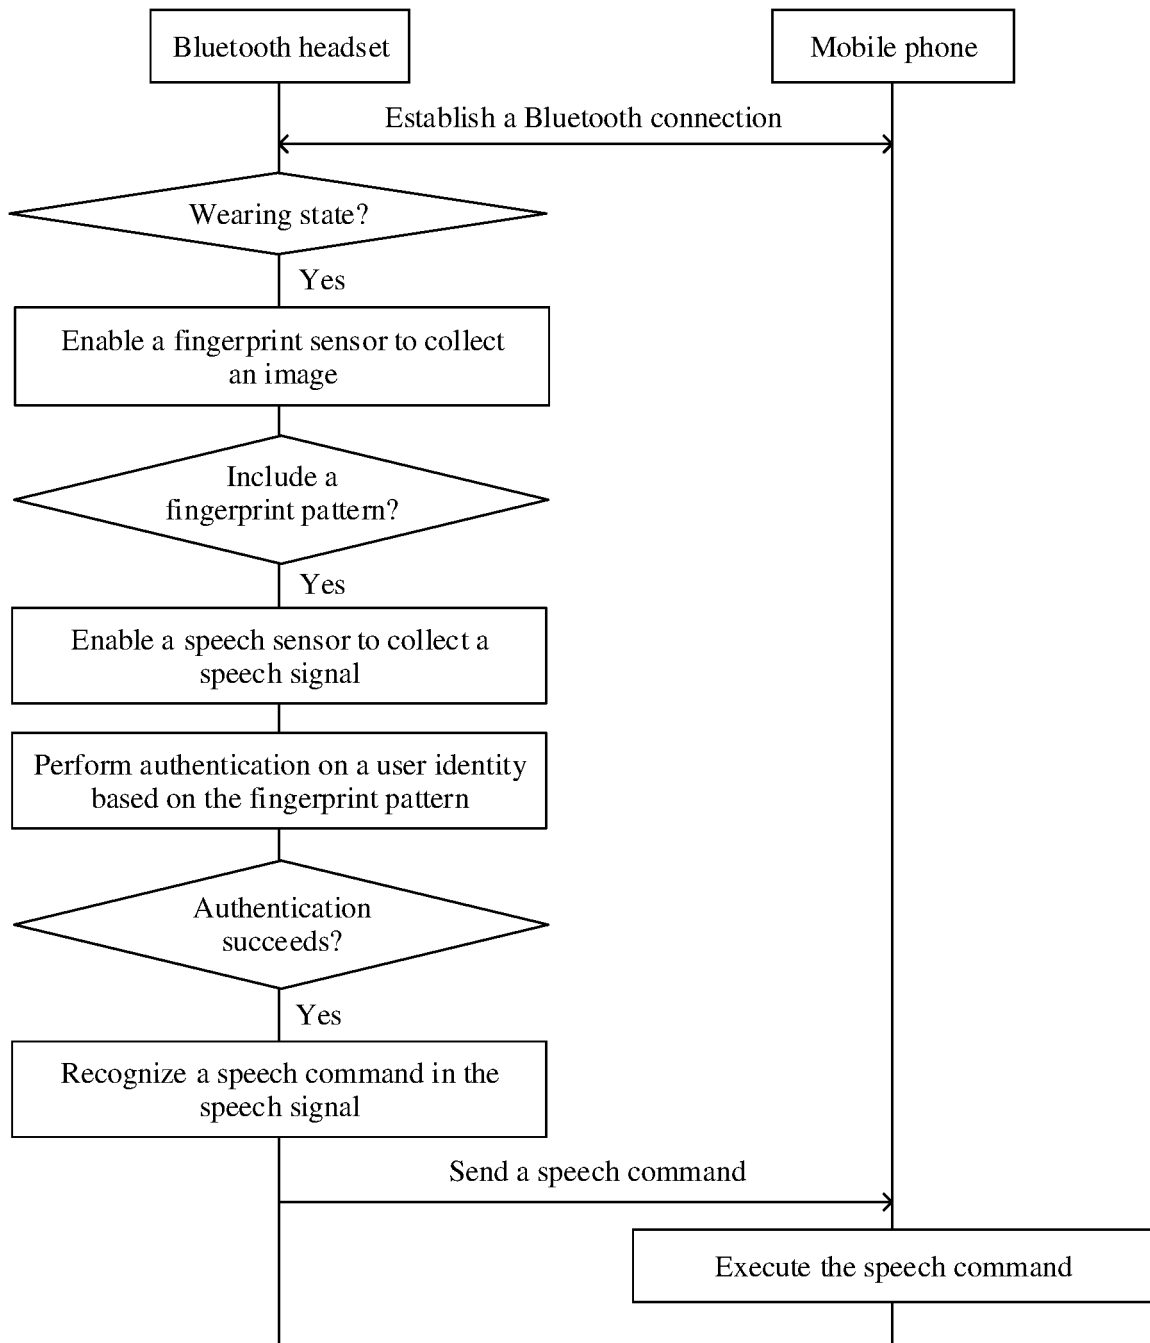 Bluetooth headset
Mobile phone
Establish a Bluetooth connection
Wearing state?
Yes
Enable a fingerprint sensor to collect
an image
Include a
fingerprint pattern?
Yes
Enable a speech sensor to collect a
speech signal
Perform authentication on a user identity
based on the fingerprint pattern
Authentication
succeeds?
Yes
Recognize a speech command in the
speech signal
Send a speech command
Execute the speech command